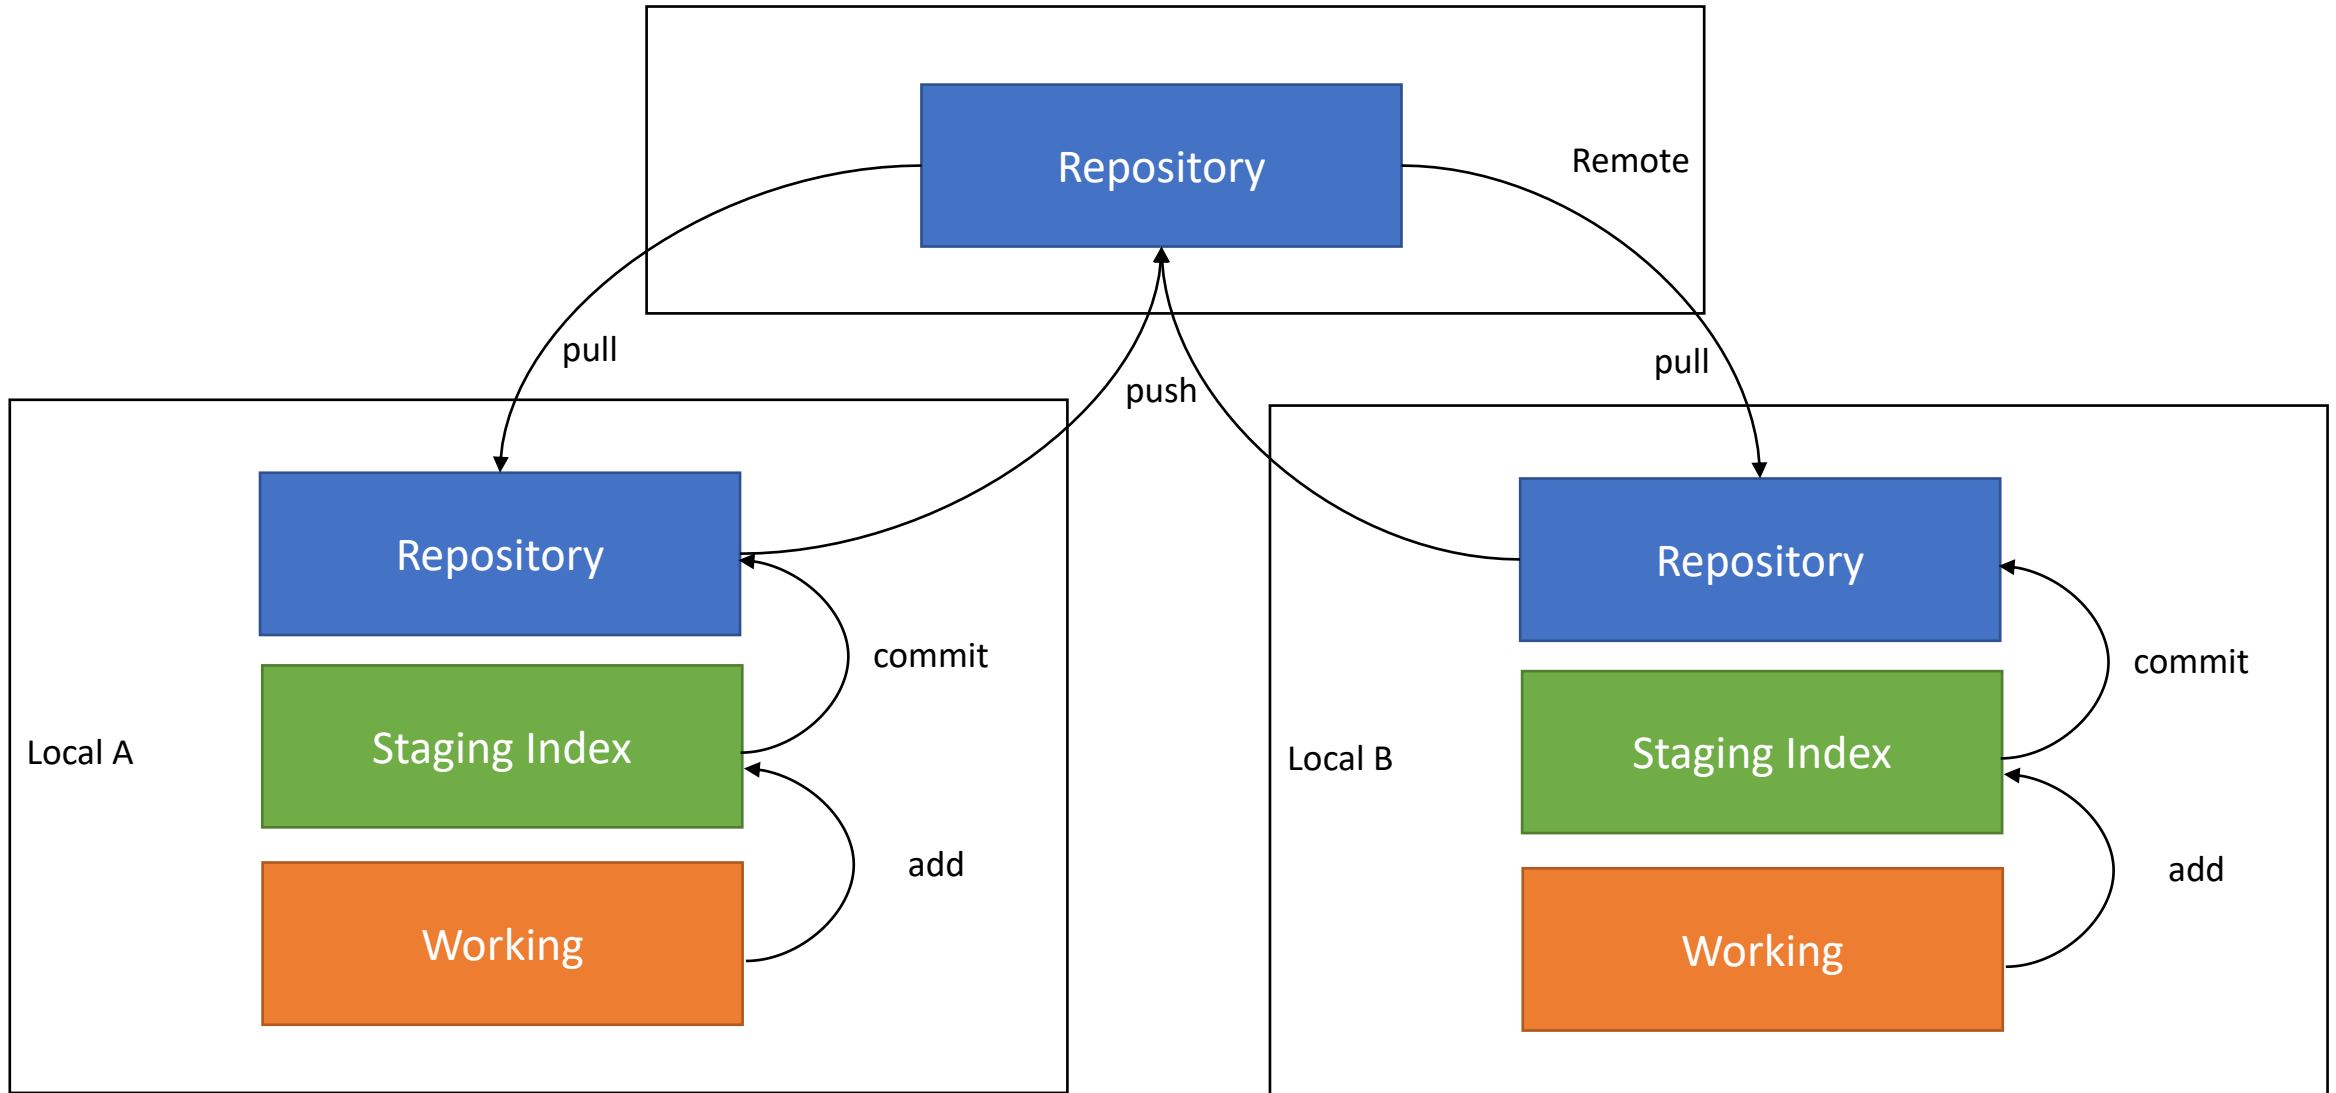 Repository
Remote
pull
push
pull
Repository
commit
Local A
Staging Index
add
Working
Repository
commit
Local B
Staging Index
add
Working